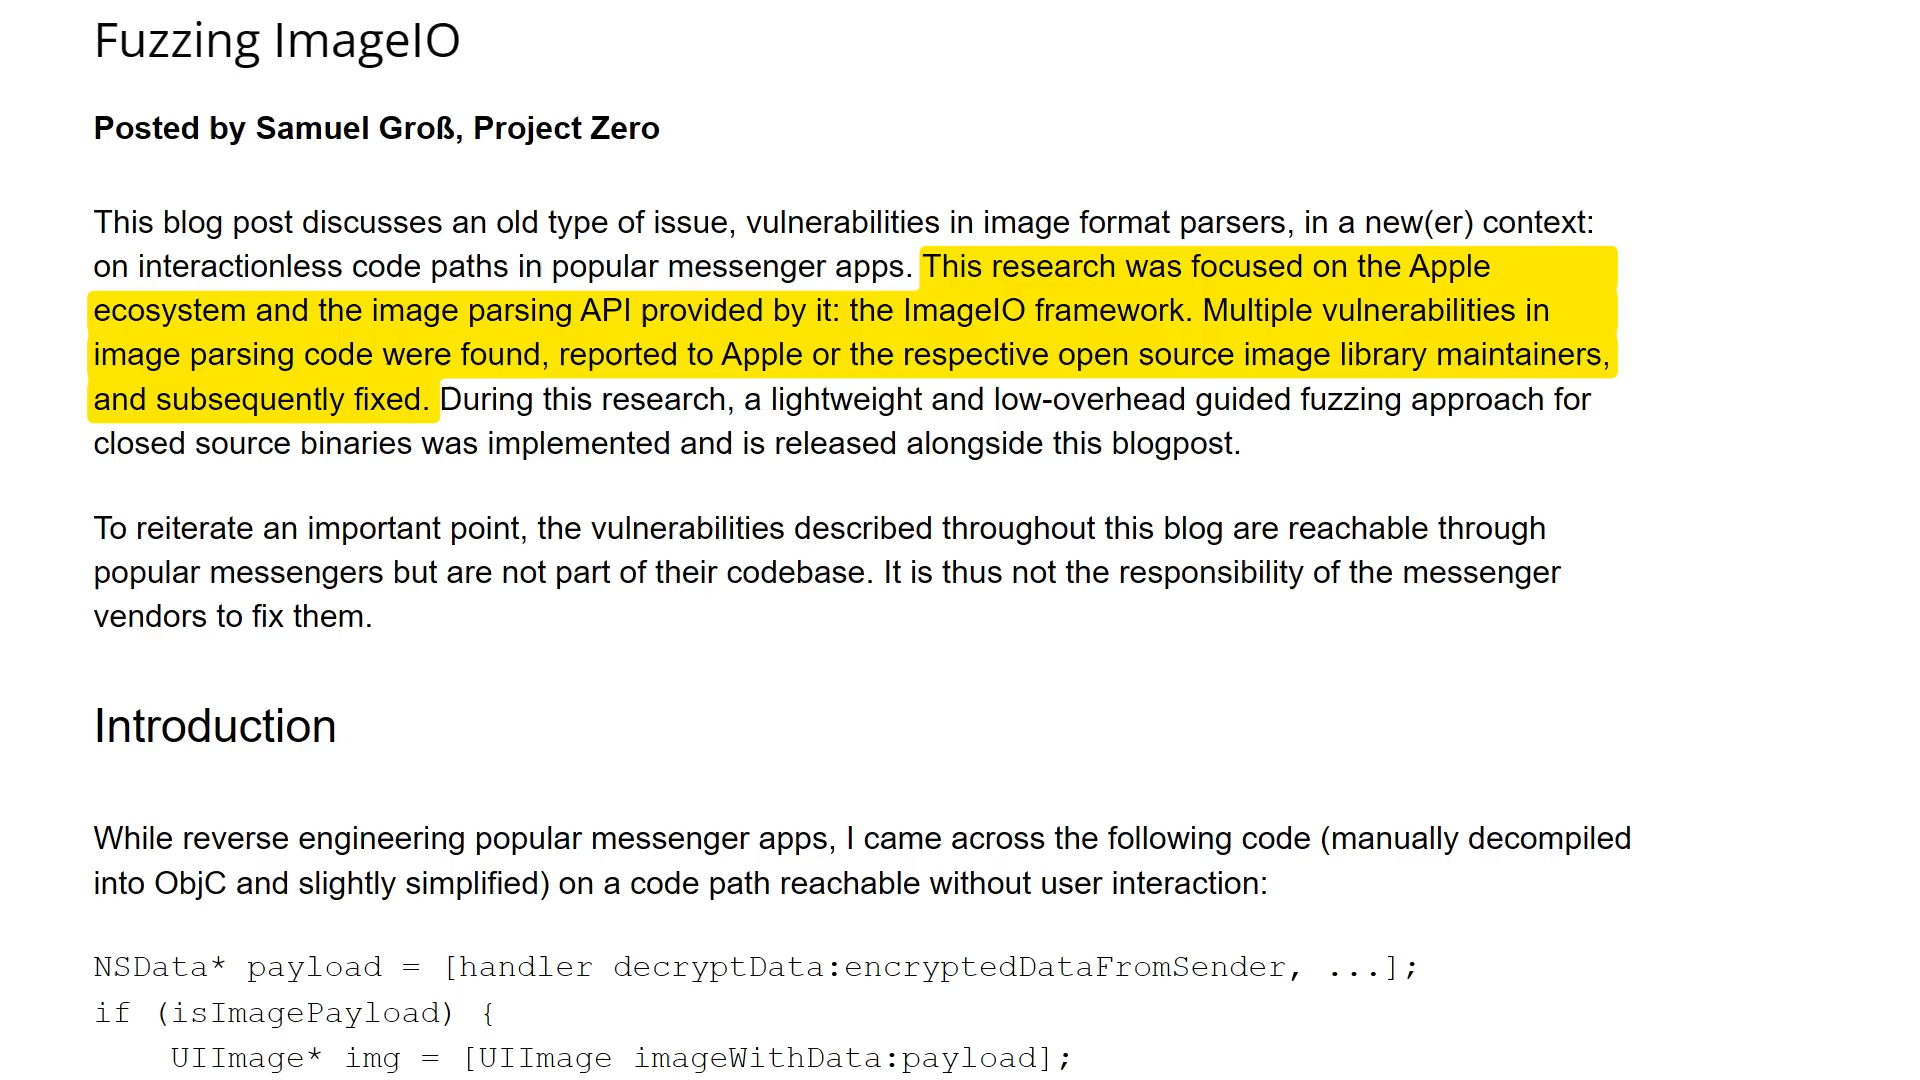 Fuzzing ImageIO
Posted by Samuel Groß, Project Zero
This blog post discusses an old type of issue, vulnerabilities in image format parsers, in a new(er) context:
on interactionless code paths in popular messenger apps. This research was focused on the Apple
ecosystem and the image parsing API provided by it: the ImageIO framework. Multiple vulnerabilities in
image parsing code were found, reported to Apple or the respective open source image library maintainers,
and subsequently fixed. During this research, a lightweight and low-overhead guided fuzzing approach for
closed source binaries was implemented and is released alongside this blogpost.
To reiterate an important point, the vulnerabilities described throughout this blog are reachable through
popular messengers but are not part of their codebase. It is thus not the responsibility of the messenger
vendors to fix them.
Introduction
While reverse engineering popular messenger apps, I came across the following code (manually decompiled
into ObjC and slightly simplified) on a code path reachable without user interaction:
NSData* payload = [handler decryptData:encryptedDataFromSender, ...];
if (isImagePayload) {
    UIImage* img = [UIImage imageWithData:payload];